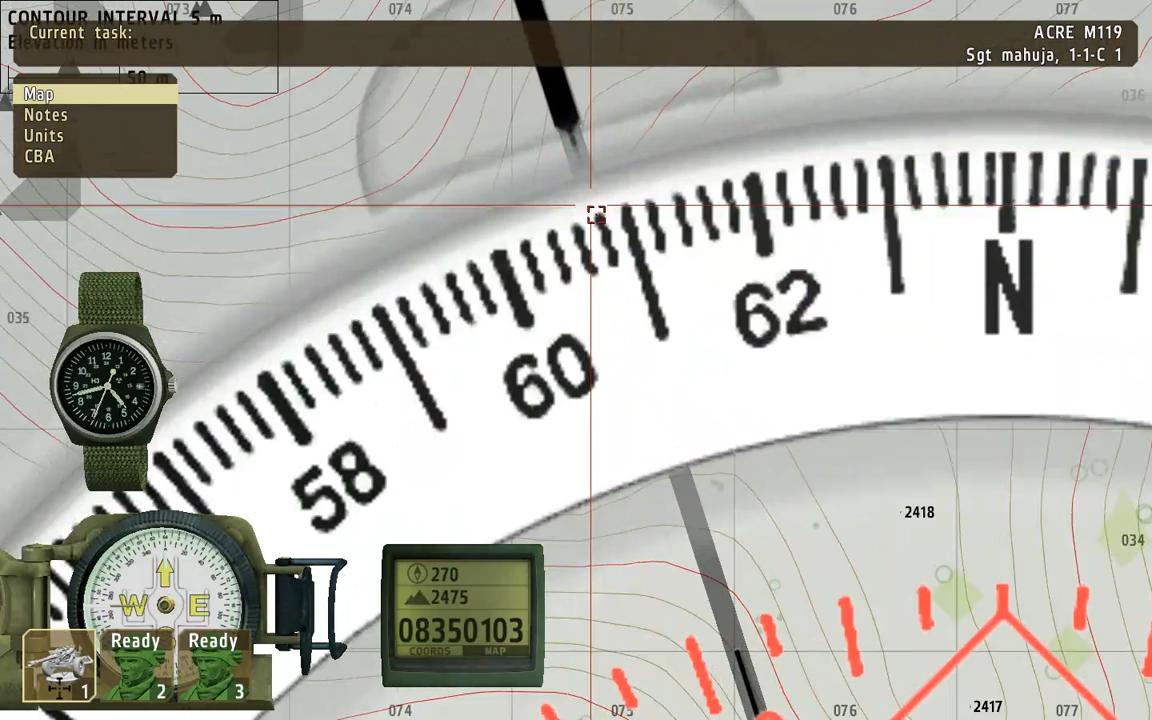 073
074
075
076
077
CONTOUR INTERVAL 5 m
Elevation in meters
50 m
Current task:
ACRE M119
Sgt mahuja, 1-1-C 1
Map
Notes
Units
CBA
036
N
62
60
58
035
034
2418
2417
W E
270
2475
08350103
COORDS MAP
Ready
Ready
1
2
3
074
075
076
077